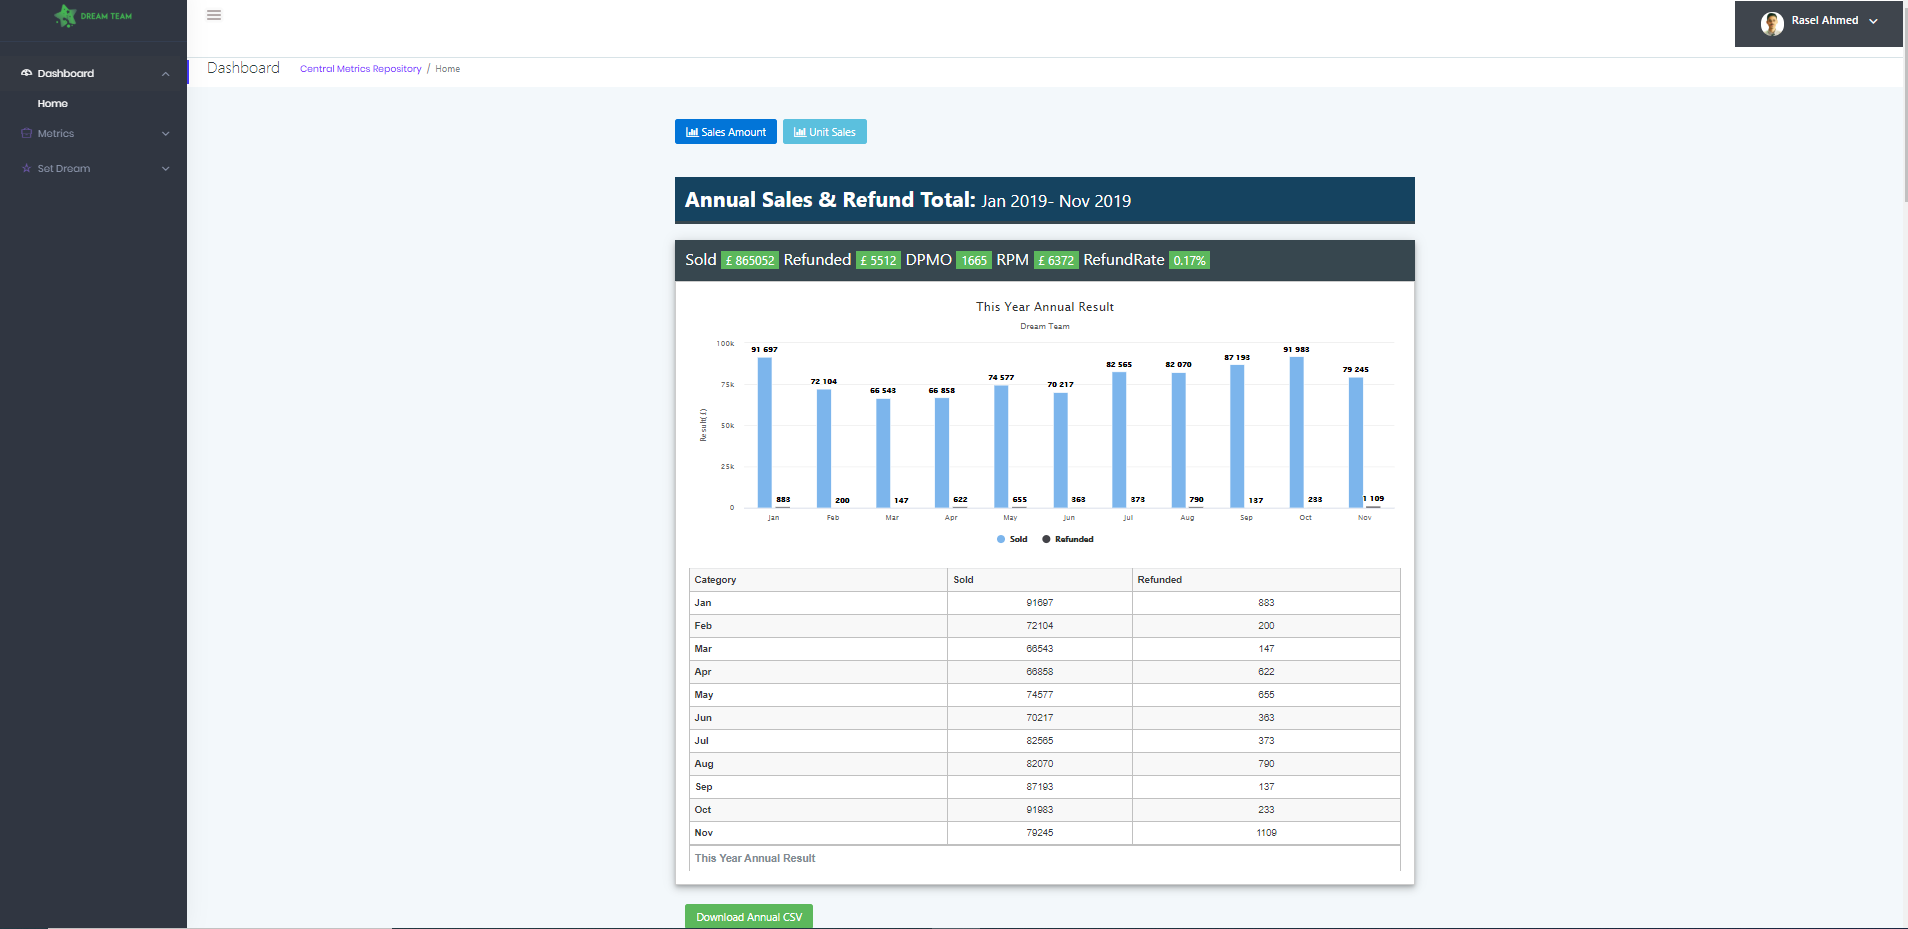 DREAM TEAM
Rasel Ahmed
Dashboard
Home
Metrics
Set Dream
Dashboard Central Metrics Repository / Home
Sales Amount Unit Sales
Annual Sales & Refund Total: Jan 2019- Nov 2019
Sold £ 865052 Refunded £ 5512 DPMO 1665 RPM £ 6372 RefundRate 0.17%
This Year Annual Result
Dream Team
Result(£)
100k
75k
50k
25k
0
91 697 72 104 66 543 66 858 74 577 70 217 82 565 82 070 87 193 91 983 79 245
883 200 147 622 655 363 373 790 137 233 1 109
Jan Feb Mar Apr May Jun Jul Aug Sep Oct Nov
Sold Refunded
Category Sold Refunded
Jan 91697 883
Feb 72104 200
Mar 66543 147
Apr 66858 622
May 74577 655
Jun 70217 363
Jul 82565 373
Aug 82070 790
Sep 87193 137
Oct 91983 233
Nov 79245 1109
This Year Annual Result
Download Annual CSV